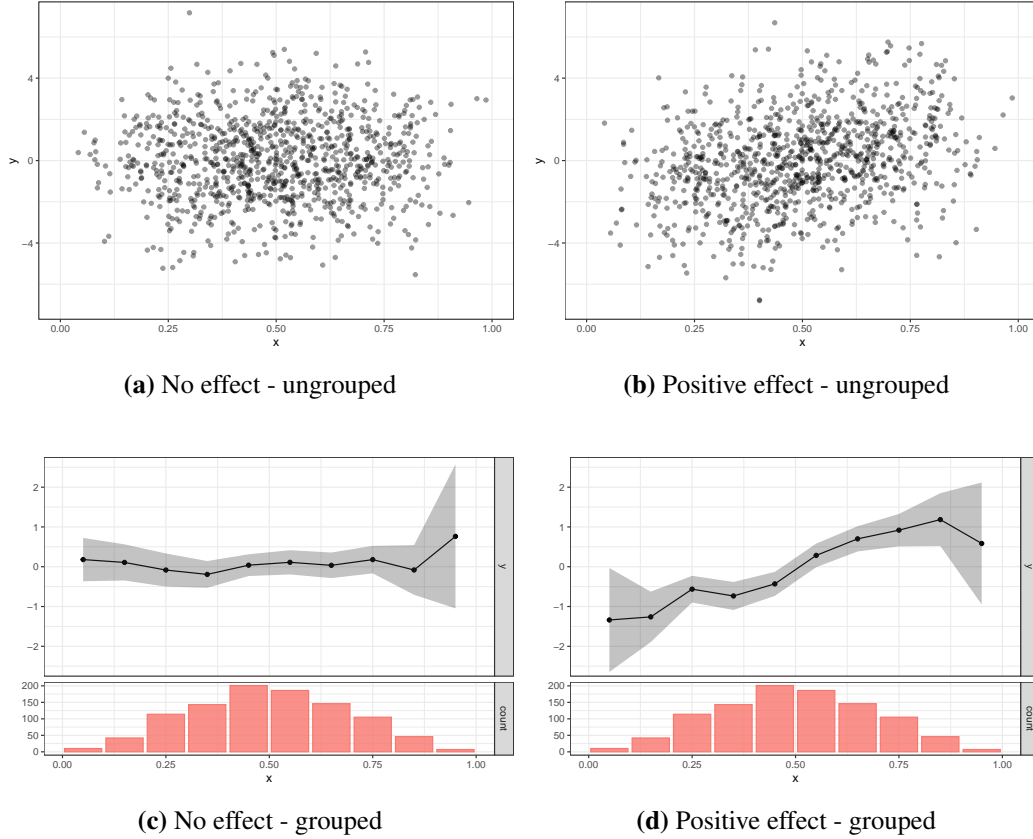 4
0
−4
y
0.00 0.25 0.50 0.75 1.00
x
(a) No effect - ungrouped
4
0
−4
y
0.00 0.25 0.50 0.75 1.00
x
(b) Positive effect - ungrouped
2
1
0
−1
−2
y
200
150
100
50
0
count
0.00 0.25 0.50 0.75 1.00
x
(c) No effect - grouped
2
1
0
−1
−2
y
200
150
100
50
0
count
0.00 0.25 0.50 0.75 1.00
x
(d) Positive effect - grouped